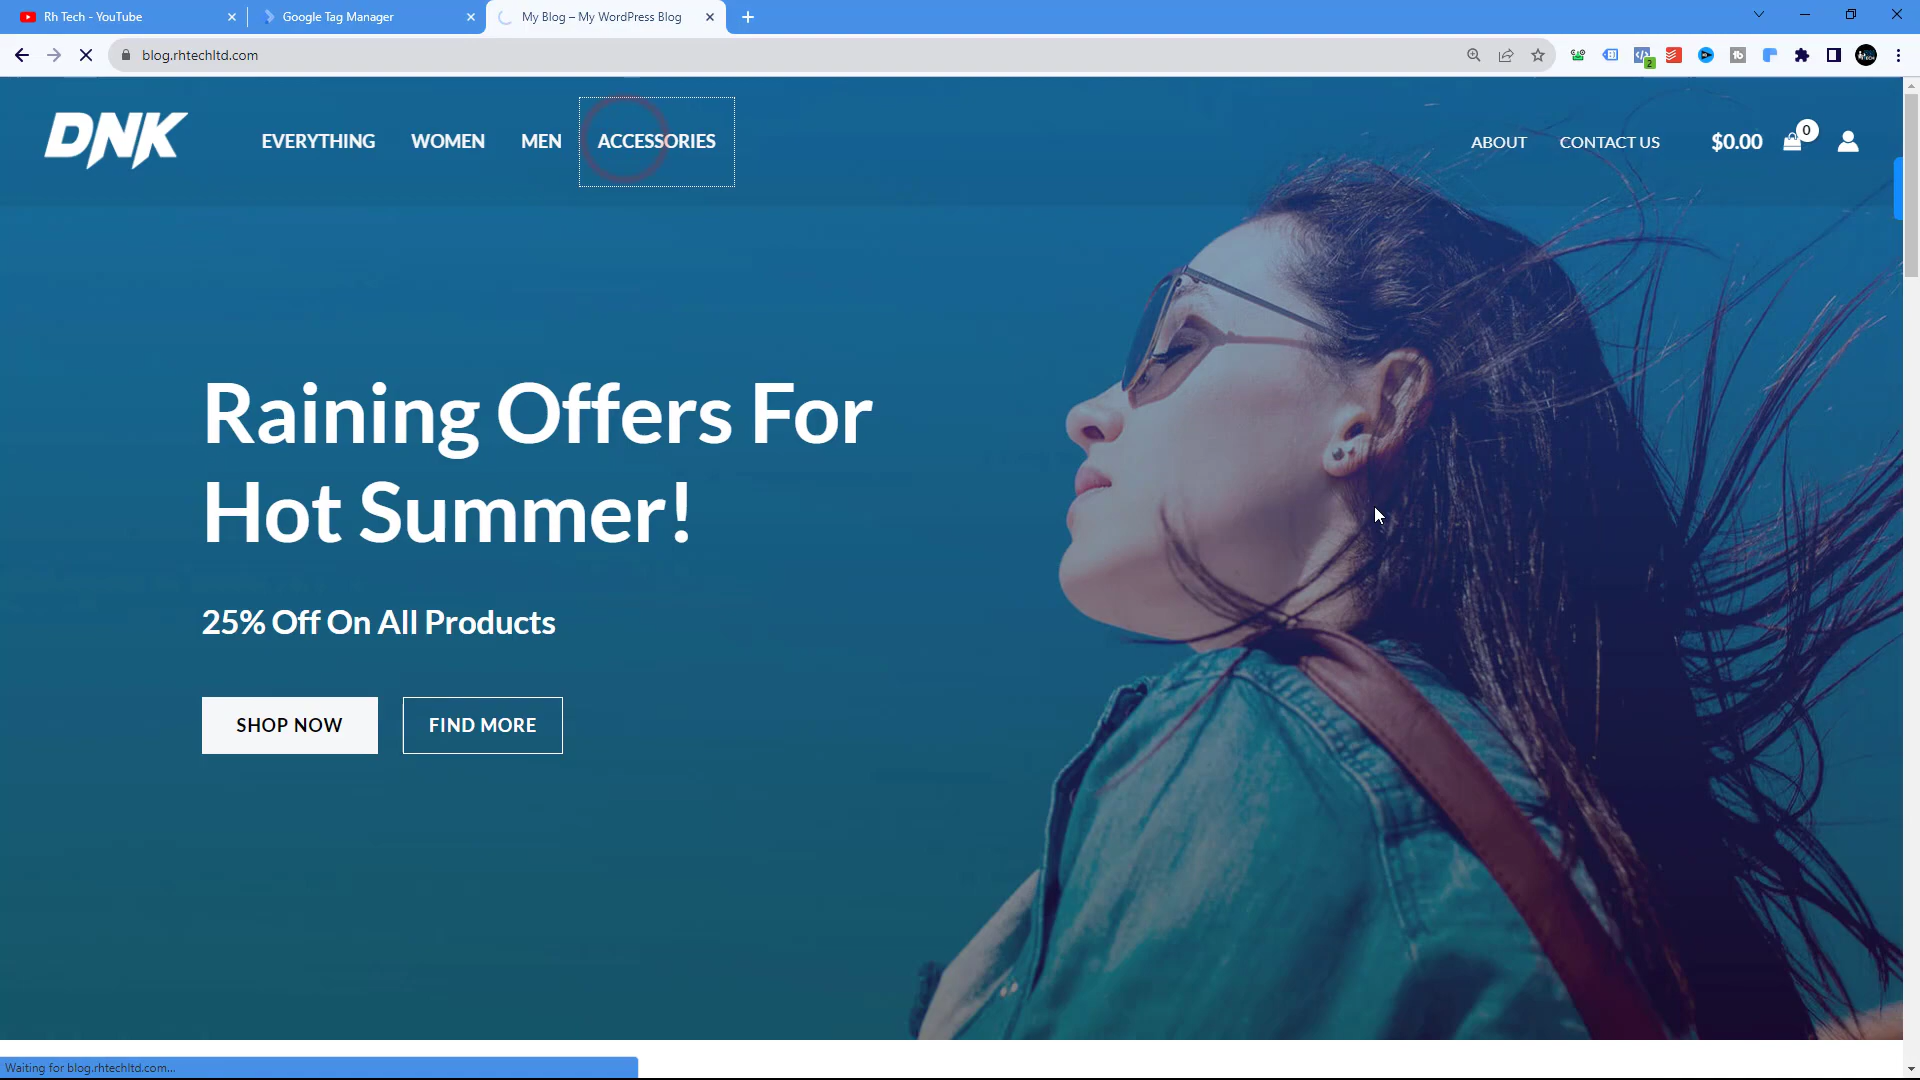 Rh Tech - YouTube
Google Tag Manager
My Blog – My WordPress Blog
blog.rhtechltd.com
2
DNK
EVERYTHING
WOMEN
MEN
ACCESSORIES
ABOUT
CONTACT US
$0.00
0
Raining Offers For
Hot Summer!
25% Off On All Products
SHOP NOW
FIND MORE
Waiting for blog.rhtechltd.com...